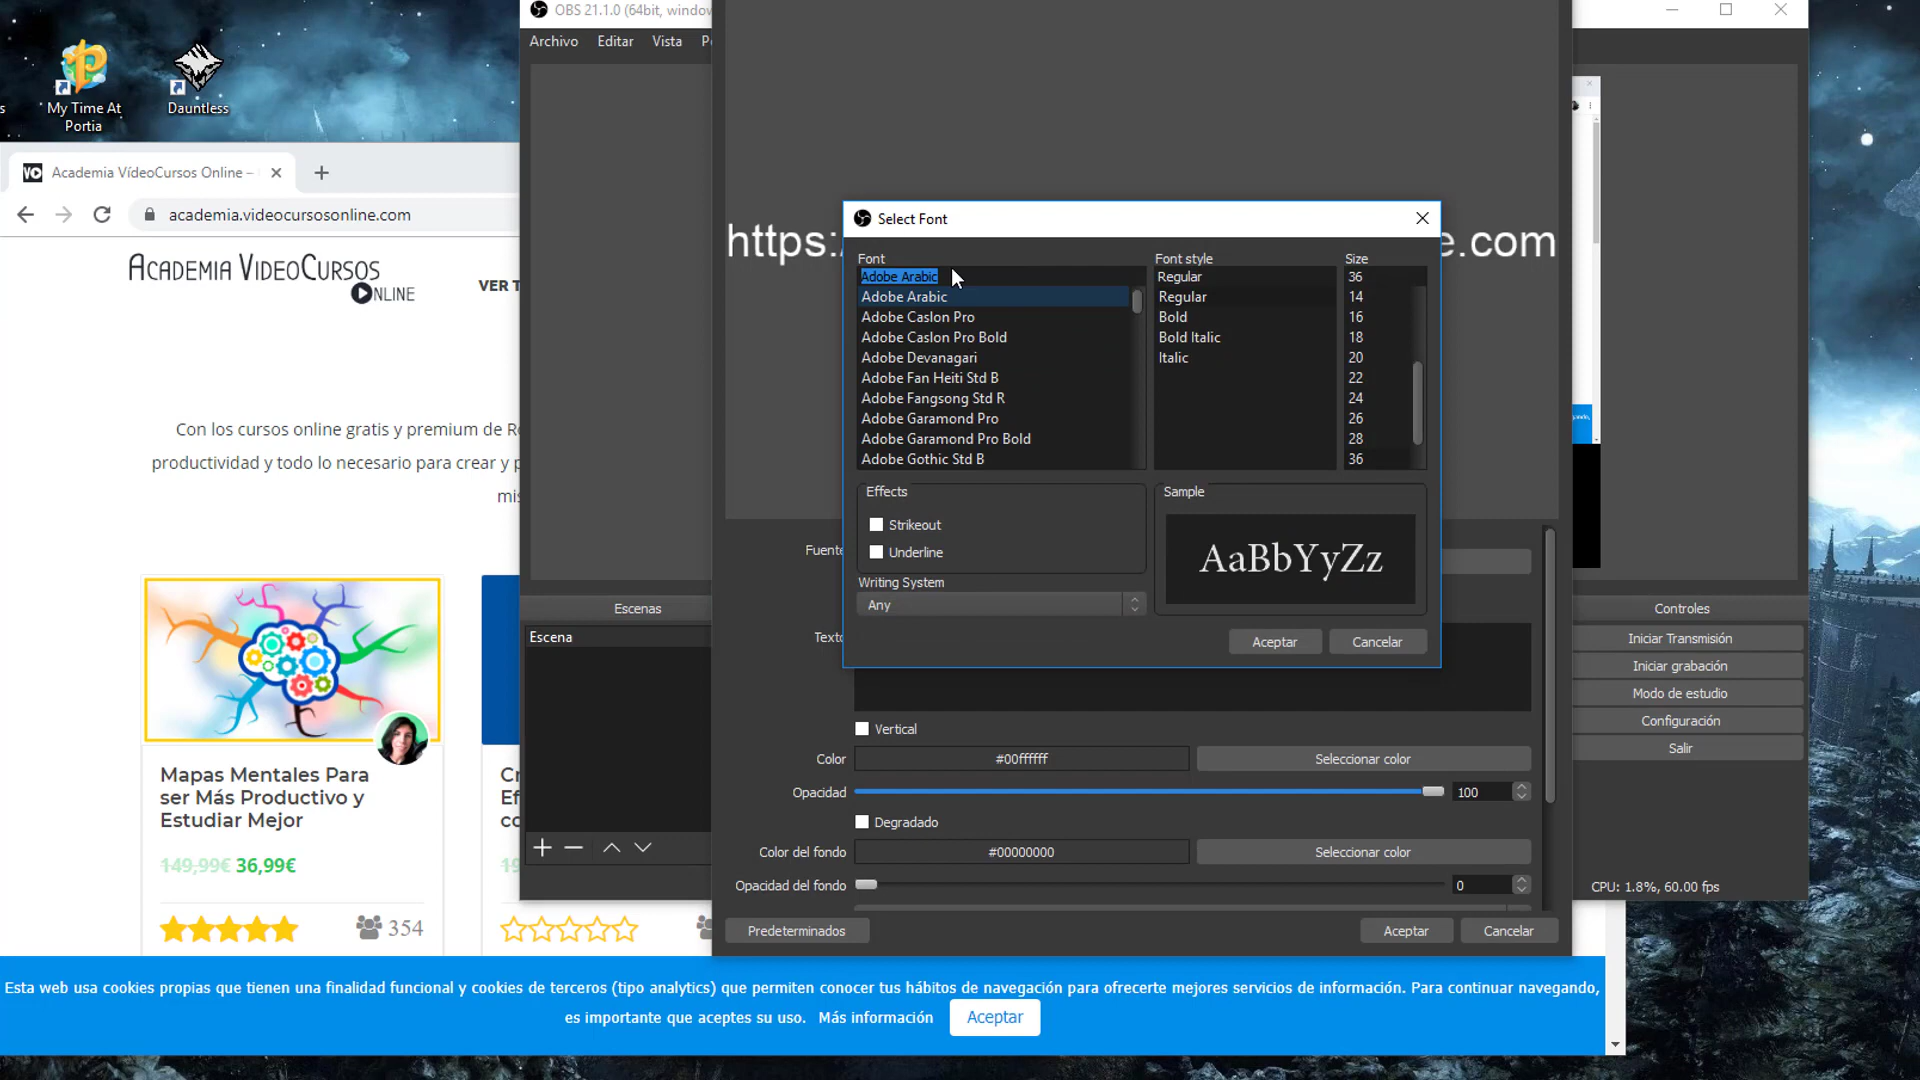 OBS 21.1.0 (64bit, window
Archivo Editar Vista P
s
My Time At
Portia
Dauntless
Academia VídeoCursos Online –
academia.videocursosonline.com
ACADEMIA VIDEOCURSOS
ONLINE
VER T
Con los cursos online gratis y premium de R
productividad y todo lo necesario para crear y p
mis
Mapas Mentales Para
ser Más Productivo y
Estudiar Mejor
149,99€ 36,99€
354
Cr
Ef
co
19
https:/
e.com
Select Font
Font
Adobe Arabic
Adobe Arabic
Adobe Caslon Pro
Adobe Caslon Pro Bold
Adobe Devanagari
Adobe Fan Heiti Std B
Adobe Fangsong Std R
Adobe Garamond Pro
Adobe Garamond Pro Bold
Adobe Gothic Std B
Font style
Regular
Regular
Bold
Bold Italic
Italic
Size
36
14
16
18
20
22
24
26
28
36
Effects
Strikeout
Underline
Writing System
Any
Sample
AaBbYyZz
Aceptar
Cancelar
Fuente
Texto
Vertical
Color #00ffffff Seleccionar color
Opacidad 100
Degradado
Color del fondo #00000000 Seleccionar color
Opacidad del fondo 0
Predeterminados
Aceptar
Cancelar
Escenas
Escena
Controles
Iniciar Transmisión
Iniciar grabación
Modo de estudio
Configuración
Salir
CPU: 1.8%, 60.00 fps
Esta web usa cookies propias que tienen una finalidad funcional y cookies de terceros (tipo analytics) que permiten conocer tus hábitos de navegación para ofrecerte mejores servicios de información. Para continuar navegando,
es importante que aceptes su uso. Más información Aceptar